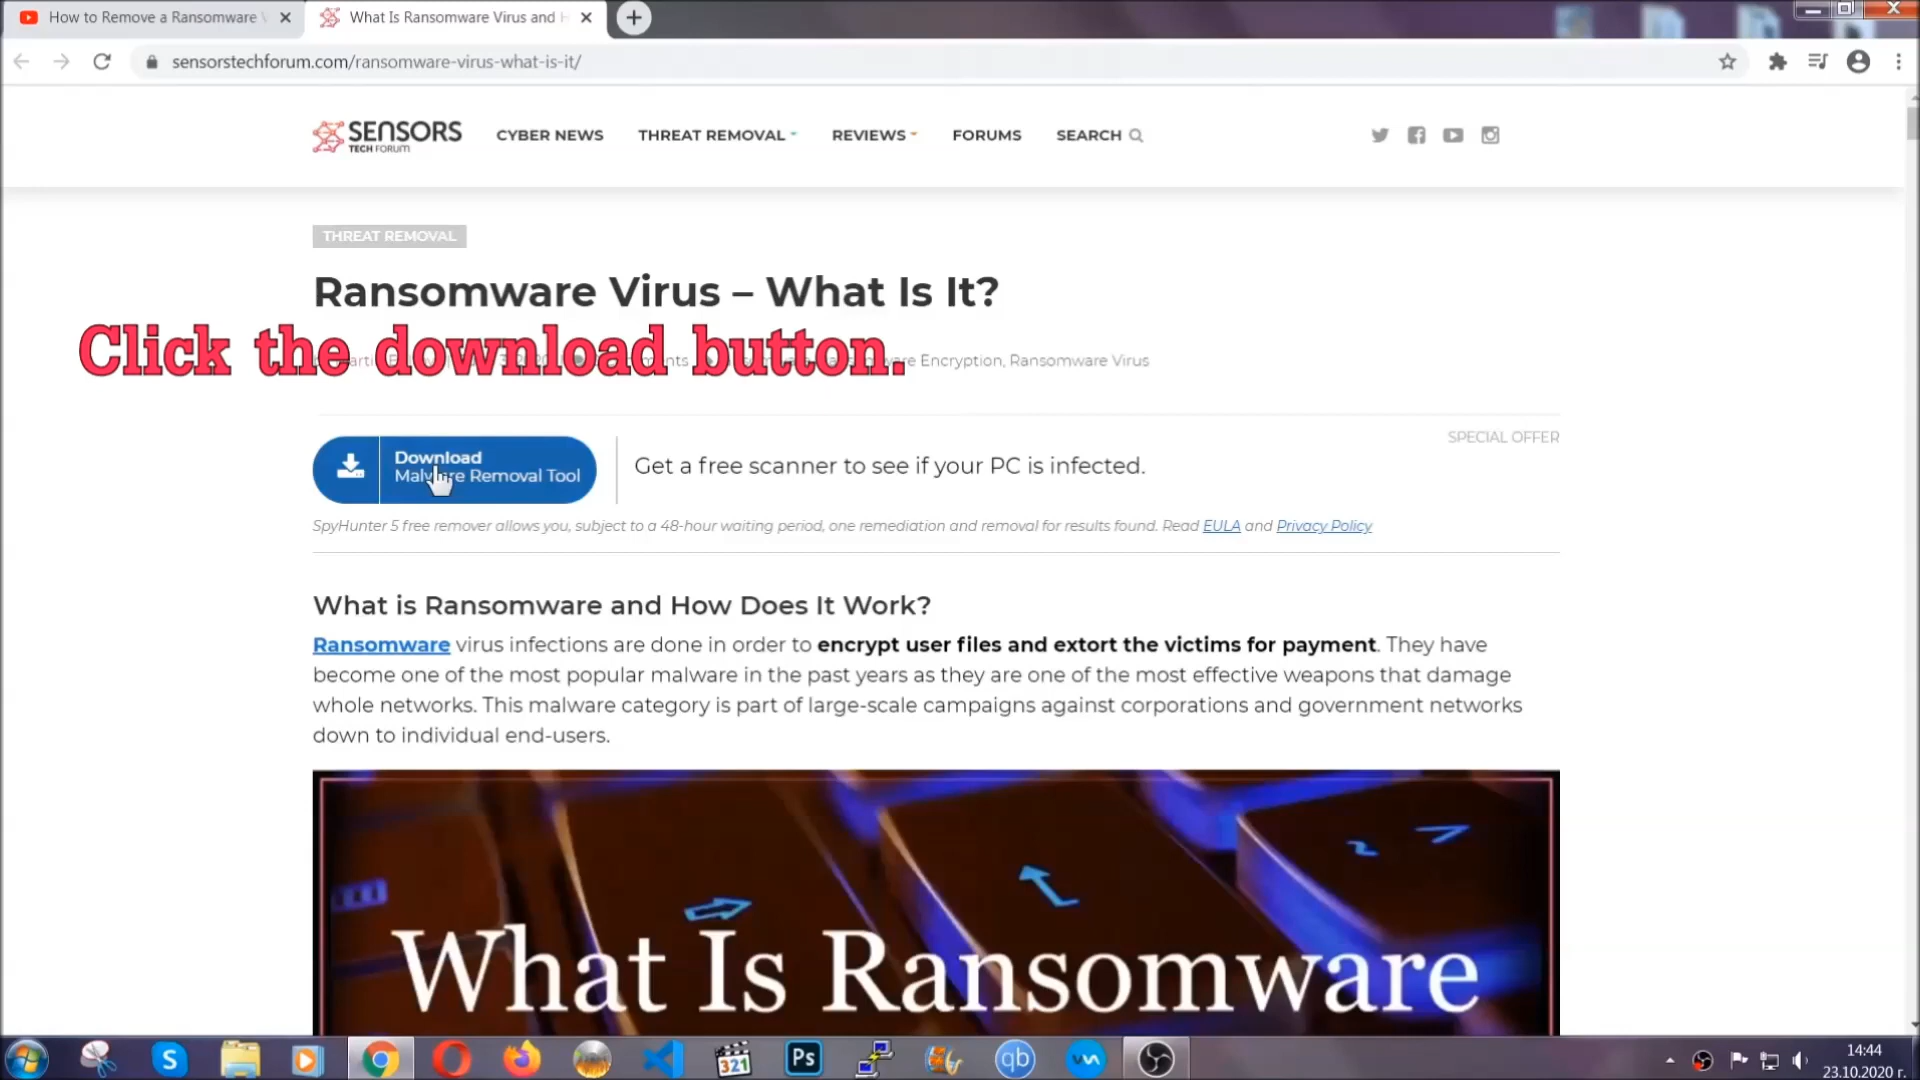 How to Remove a Ransomware
What Is Ransomware Virus and
sensorstechforum.com/ransomware-virus-what-is-it/
SENSORS
TECH FORUM
CYBER NEWS
THREAT REMOVAL
REVIEWS
FORUMS
SEARCH
THREAT REMOVAL
Ransomware Virus – What Is It?
Click the download button.
Encryption, Ransomware Virus
SPECIAL OFFER
Download
Malware Removal Tool
Get a free scanner to see if your PC is infected.
SpyHunter 5 free remover allows you, subject to a 48-hour waiting period, one remediation and removal for results found. Read EULA and Privacy Policy
What is Ransomware and How Does It Work?
Ransomware virus infections are done in order to encrypt user files and extort the victims for payment. They have
become one of the most popular malware in the past years as they are one of the most effective weapons that damage
whole networks. This malware category is part of large-scale campaigns against corporations and government networks
down to individual end-users.
What Is Ransomware
S
321
Ps
qb
14:44
23.10.2020 г.